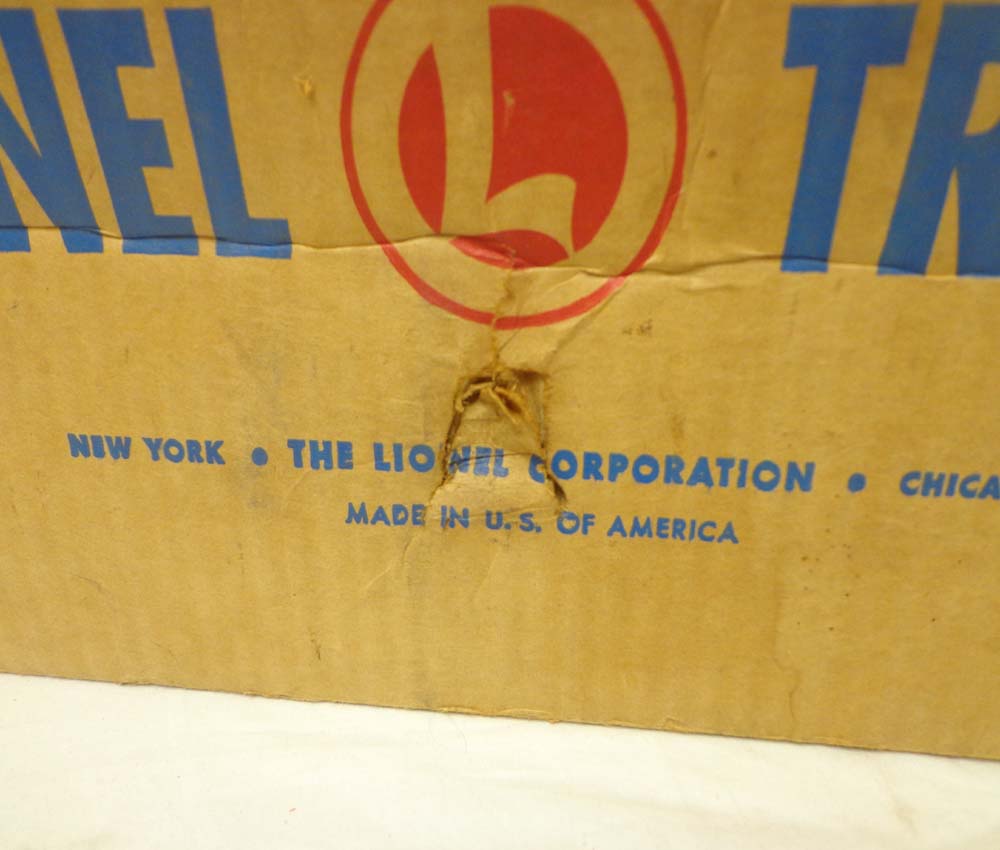 NEL L TR
NEW YORK • THE LIONEL CORPORATION • CHICA
MADE IN U.S. OF AMERICA